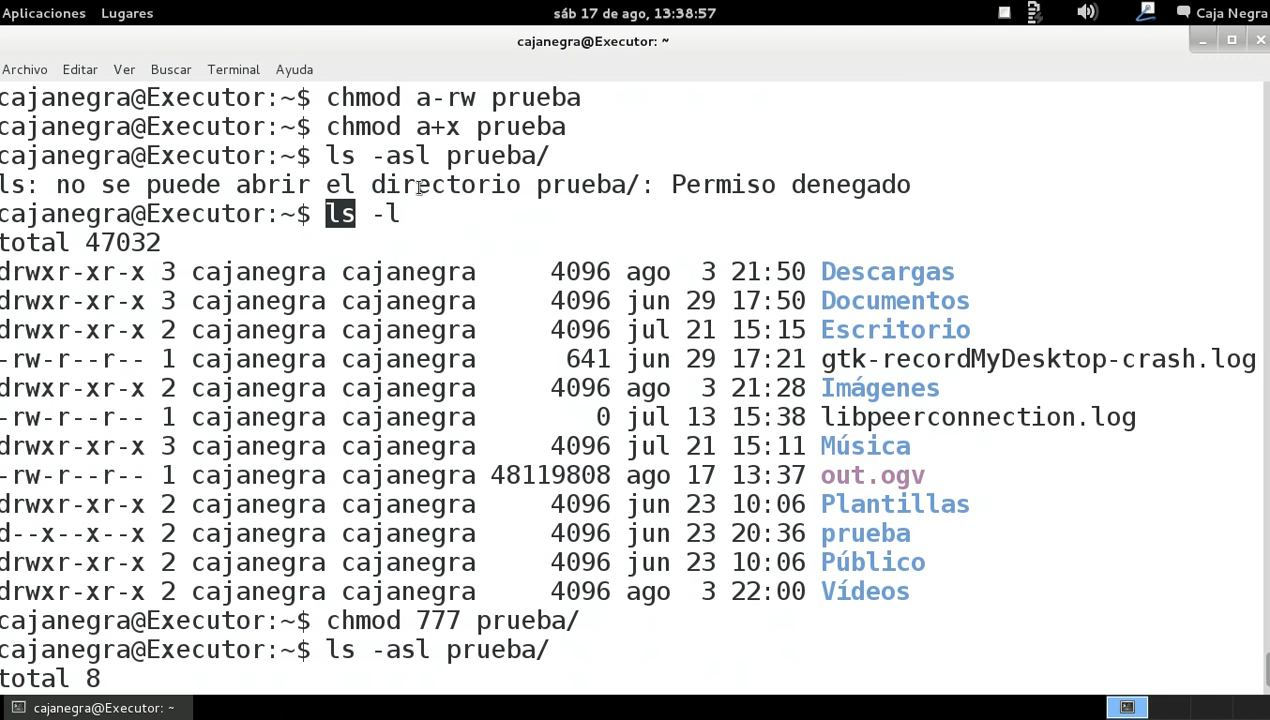 Aplicaciones Lugares sáb 17 de ago, 13:38:57 Caja Negra
cajanegra@Executor: ~
Archivo Editar Ver Buscar Terminal Ayuda
cajanegra@Executor:~$ chmod a-rw prueba
cajanegra@Executor:~$ chmod a+x prueba
cajanegra@Executor:~$ ls -asl prueba/
ls: no se puede abrir el directorio prueba/: Permiso denegado
cajanegra@Executor:~$ ls -l
total 47032
drwxr-xr-x 3 cajanegra cajanegra 4096 ago 3 21:50 Descargas
drwxr-xr-x 3 cajanegra cajanegra 4096 jun 29 17:50 Documentos
drwxr-xr-x 2 cajanegra cajanegra 4096 jul 21 15:15 Escritorio
-rw-r--r-- 1 cajanegra cajanegra 641 jun 29 17:21 gtk-recordMyDesktop-crash.log
drwxr-xr-x 2 cajanegra cajanegra 4096 ago 3 21:28 Imágenes
-rw-r--r-- 1 cajanegra cajanegra 0 jul 13 15:38 libpeerconnection.log
drwxr-xr-x 3 cajanegra cajanegra 4096 jul 21 15:11 Música
-rw-r--r-- 1 cajanegra cajanegra 48119808 ago 17 13:37 out.ogv
drwxr-xr-x 2 cajanegra cajanegra 4096 jun 23 10:06 Plantillas
d--x--x--x 2 cajanegra cajanegra 4096 jun 23 20:36 prueba
drwxr-xr-x 2 cajanegra cajanegra 4096 jun 23 10:06 Público
drwxr-xr-x 2 cajanegra cajanegra 4096 ago 3 22:00 Vídeos
cajanegra@Executor:~$ chmod 777 prueba/
cajanegra@Executor:~$ ls -asl prueba/
total 8
cajanegra@Executor: ~